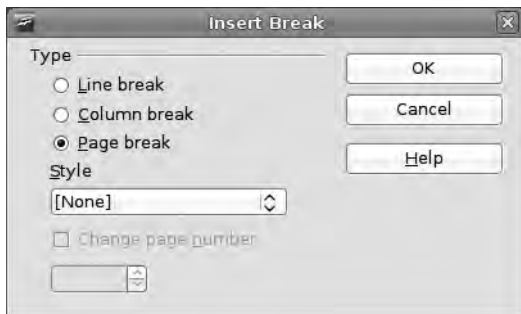 Insert Break
Type
Line break
Column break
Page break
Style
[None]
Change page number
OK
Cancel
Help